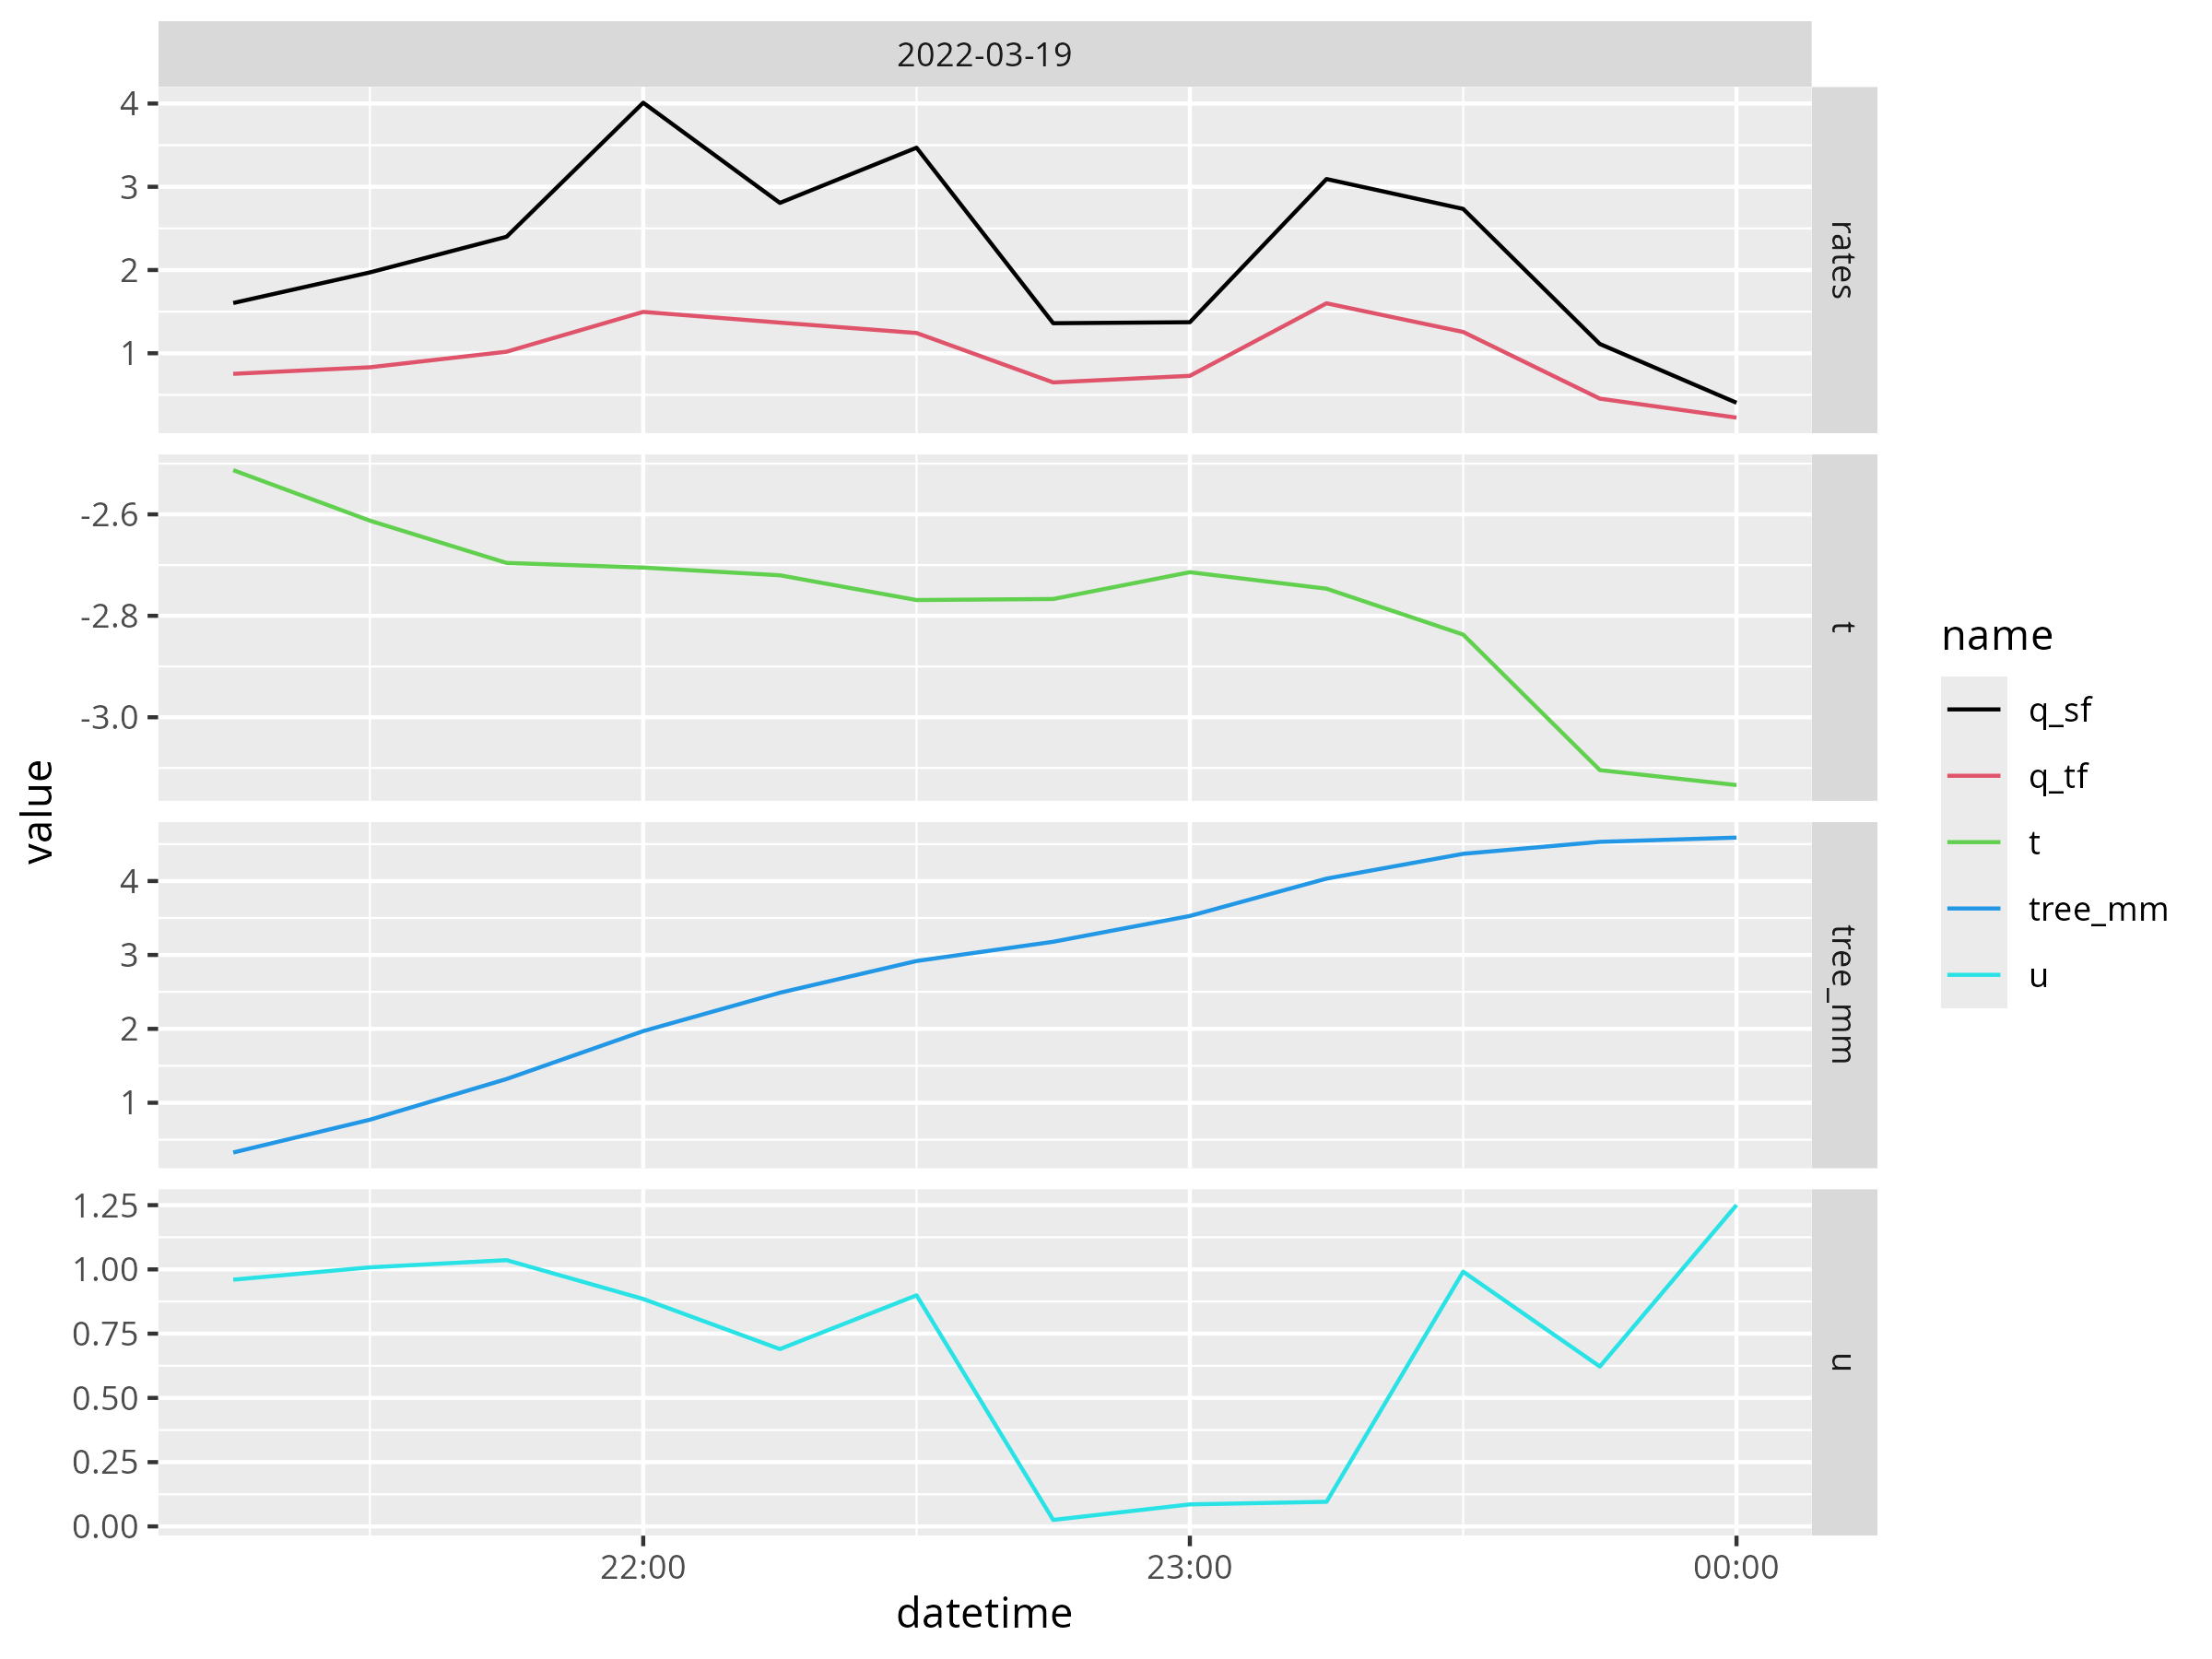 2022-03-19
4
3
2
1
rates
-2.6
-2.8
-3.0
t
4
3
2
1
tree_mm
1.25
1.00
0.75
0.50
0.25
0.00
u
22:00
23:00
00:00
datetime
value
name
q_sf
q_tf
t
tree_mm
u